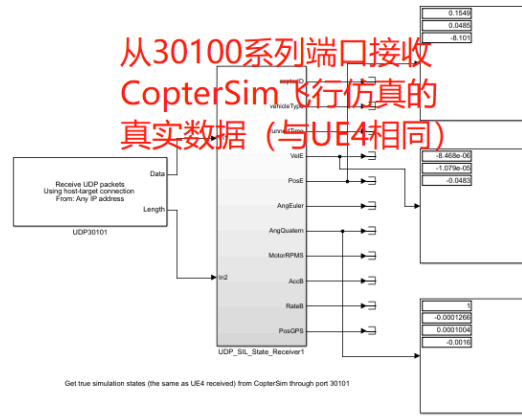 从30100系列端口接收
CopterSim飞行仿真的
真实数据（与UE4相同）
0.1549
0.0485
-8.101
vehicleType
VelE
PosE
AngEuler
AngQuatern
MotorRPMS
AccB
RateB
PosGPS
In2
UDP_SIL_State_Receiver1
Data
Length
Receive UDP packets
Using host-target connection
From: Any IP address
UDP30101
-8.468e-06
-1.079e-05
-0.0483
1
-0.0001266
0.0001004
-0.0016
Get true simulation states (the same as UE4 received) from CopterSim through port 30101